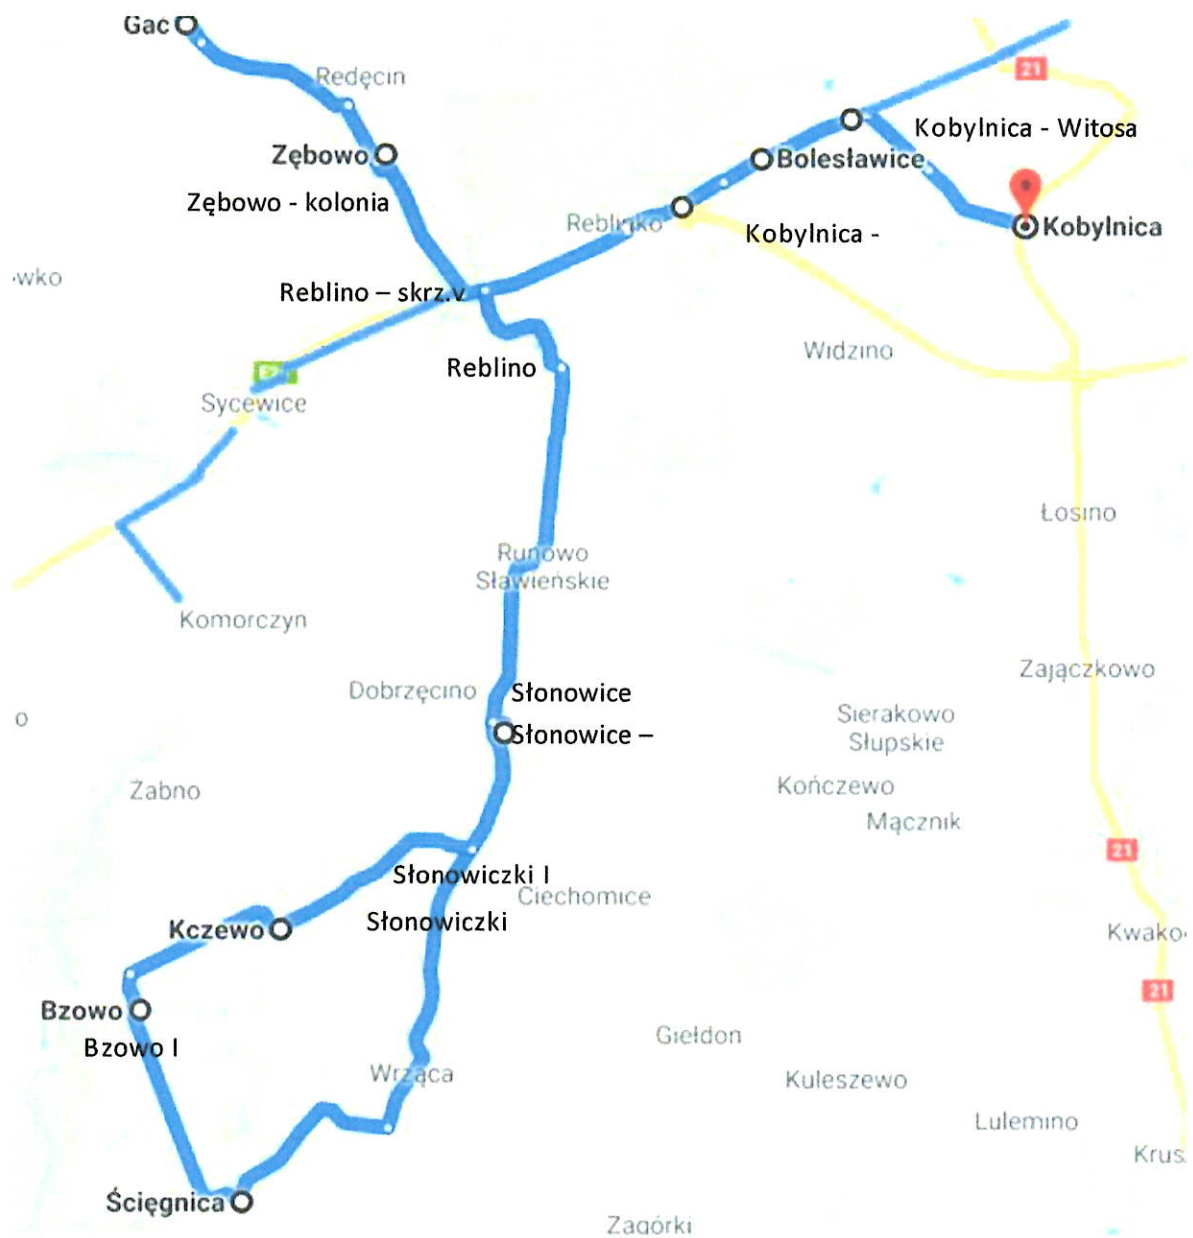 Gać
21
Redęcin
Kobylnica - Witosa
Zębowo
Bolesławice
Zębowo - kolonia
Reblinko
Kobylnica -
Kobylnica
wko
Reblino – skrz.v
Widzino
Reblino
Sycewice
Łosino
Runowo
Sławieńskie
Komorczyn
Zajączkowo
Dobrzęcino
Słonowice
o
Sierakowo
Słupskie
Słonowice –
Żabno
Kończewo
Mącznik
21
Słonowiczki I
Ciechomice
Słonowiczki
Kczewo
Kwako
21
Bzowo
Bzowo I
Giełdon
Wrząca
Kuleszewo
Lulemino
Krus
Ścięgnica
Zagórki